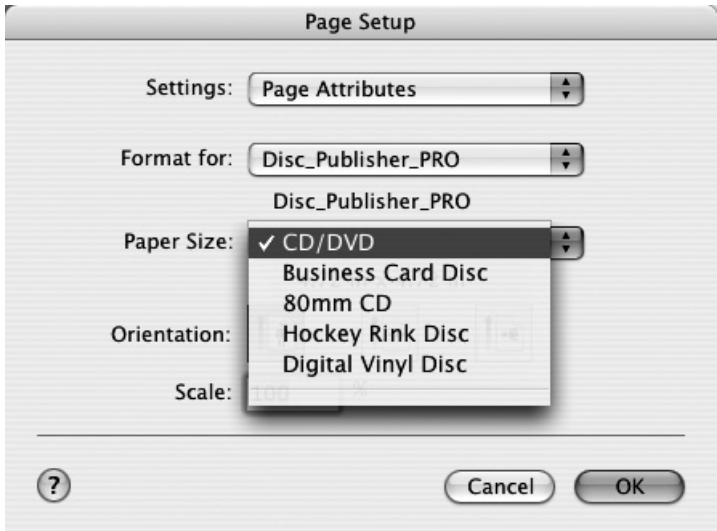 Page Setup
Settings: Page Attributes
Format for: Disc_Publisher_PRO
Disc_Publisher_PRO
Paper Size: ✓ CD/DVD
Business Card Disc
80mm CD
Orientation: Hockey Rink Disc
Digital Vinyl Disc
Scale: 100 %
? Cancel OK